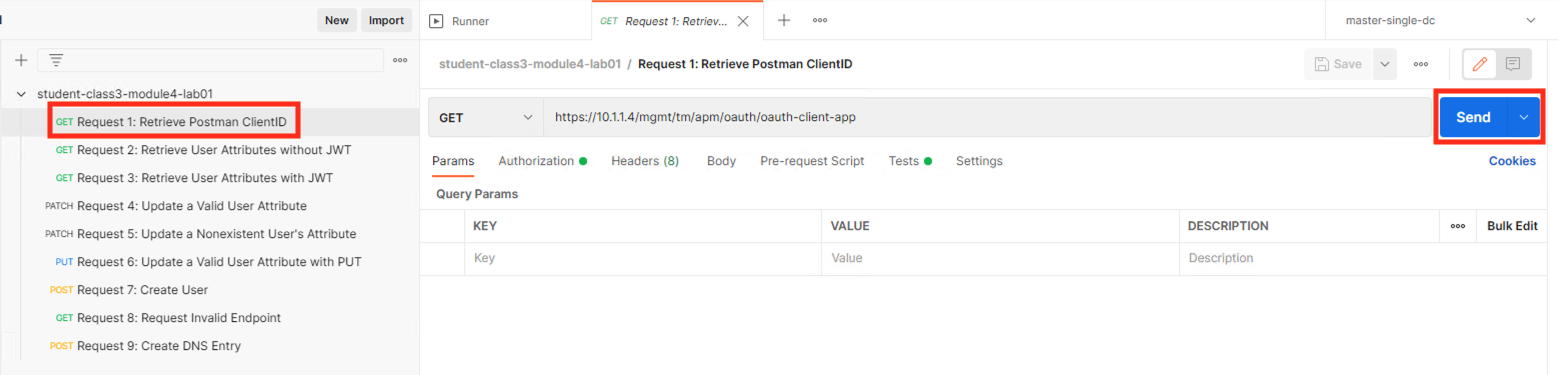 New Import
Runner
GET Request 1: Retriev...
master-single-dc
student-class3-module4-lab01 / Request 1: Retrieve Postman ClientID
Save
student-class3-module4-lab01
GET Request 1: Retrieve Postman ClientID
GET Request 2: Retrieve User Attributes without JWT
GET Request 3: Retrieve User Attributes with JWT
PATCH Request 4: Update a Valid User Attribute
PATCH Request 5: Update a Nonexistent User's Attribute
PUT Request 6: Update a Valid User Attribute with PUT
POST Request 7: Create User
GET Request 8: Request Invalid Endpoint
POST Request 9: Create DNS Entry
GET https://10.1.1.4/mgmt/tm/apm/oauth/oauth-client-app Send
Params Authorization Headers (8) Body Pre-request Script Tests Settings Cookies
Query Params
KEY VALUE DESCRIPTION Bulk Edit
Key Value Description